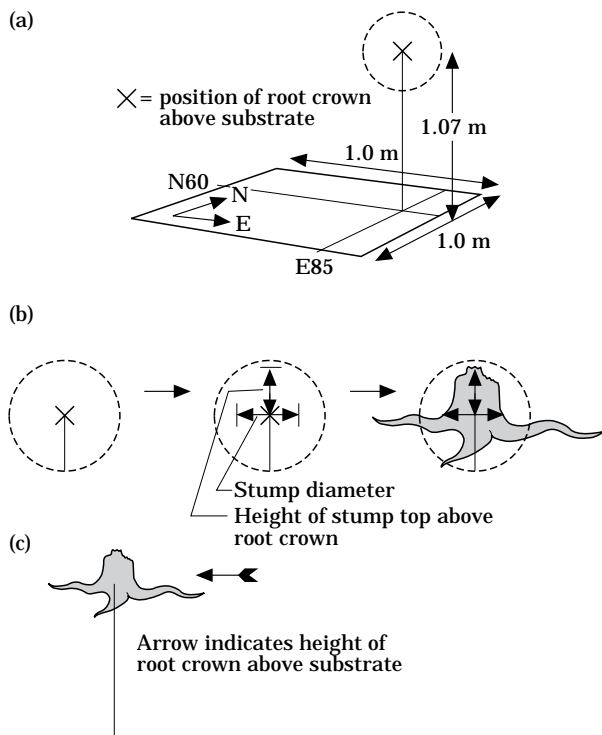 (a)
× = position of root crown
above substrate
1.07 m
1.0 m
N60
N
E
1.0 m
E85
(b)
Stump diameter
Height of stump top above
root crown
(c)
Arrow indicates height of
root crown above substrate